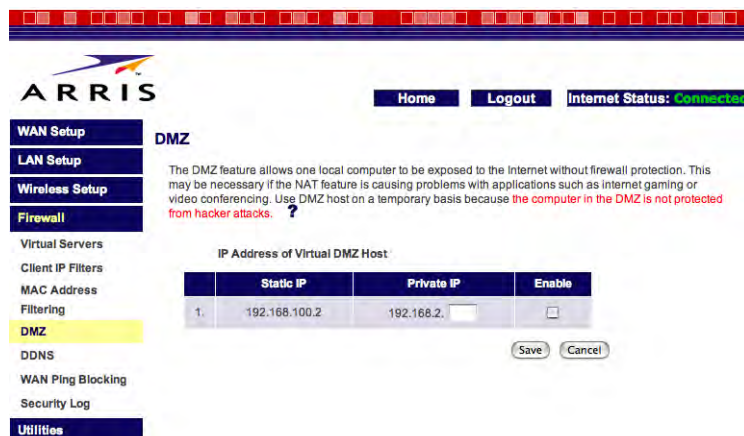 ARRIS
Home Logout Internet Status: Connected
WAN Setup
LAN Setup
Wireless Setup
Firewall
Virtual Servers
Client IP Filters
MAC Address
Filtering
DMZ
DDNS
WAN Ping Blocking
Security Log
Utilities
DMZ
The DMZ feature allows one local computer to be exposed to the Internet without firewall protection. This
may be necessary if the NAT feature is causing problems with applications such as internet gaming or
video conferencing. Use DMZ host on a temporary basis because the computer in the DMZ is not protected
from hacker attacks. ?
IP Address of Virtual DMZ Host
Static IP Private IP Enable
1. 192.168.100.2 192.168.2.
Save Cancel